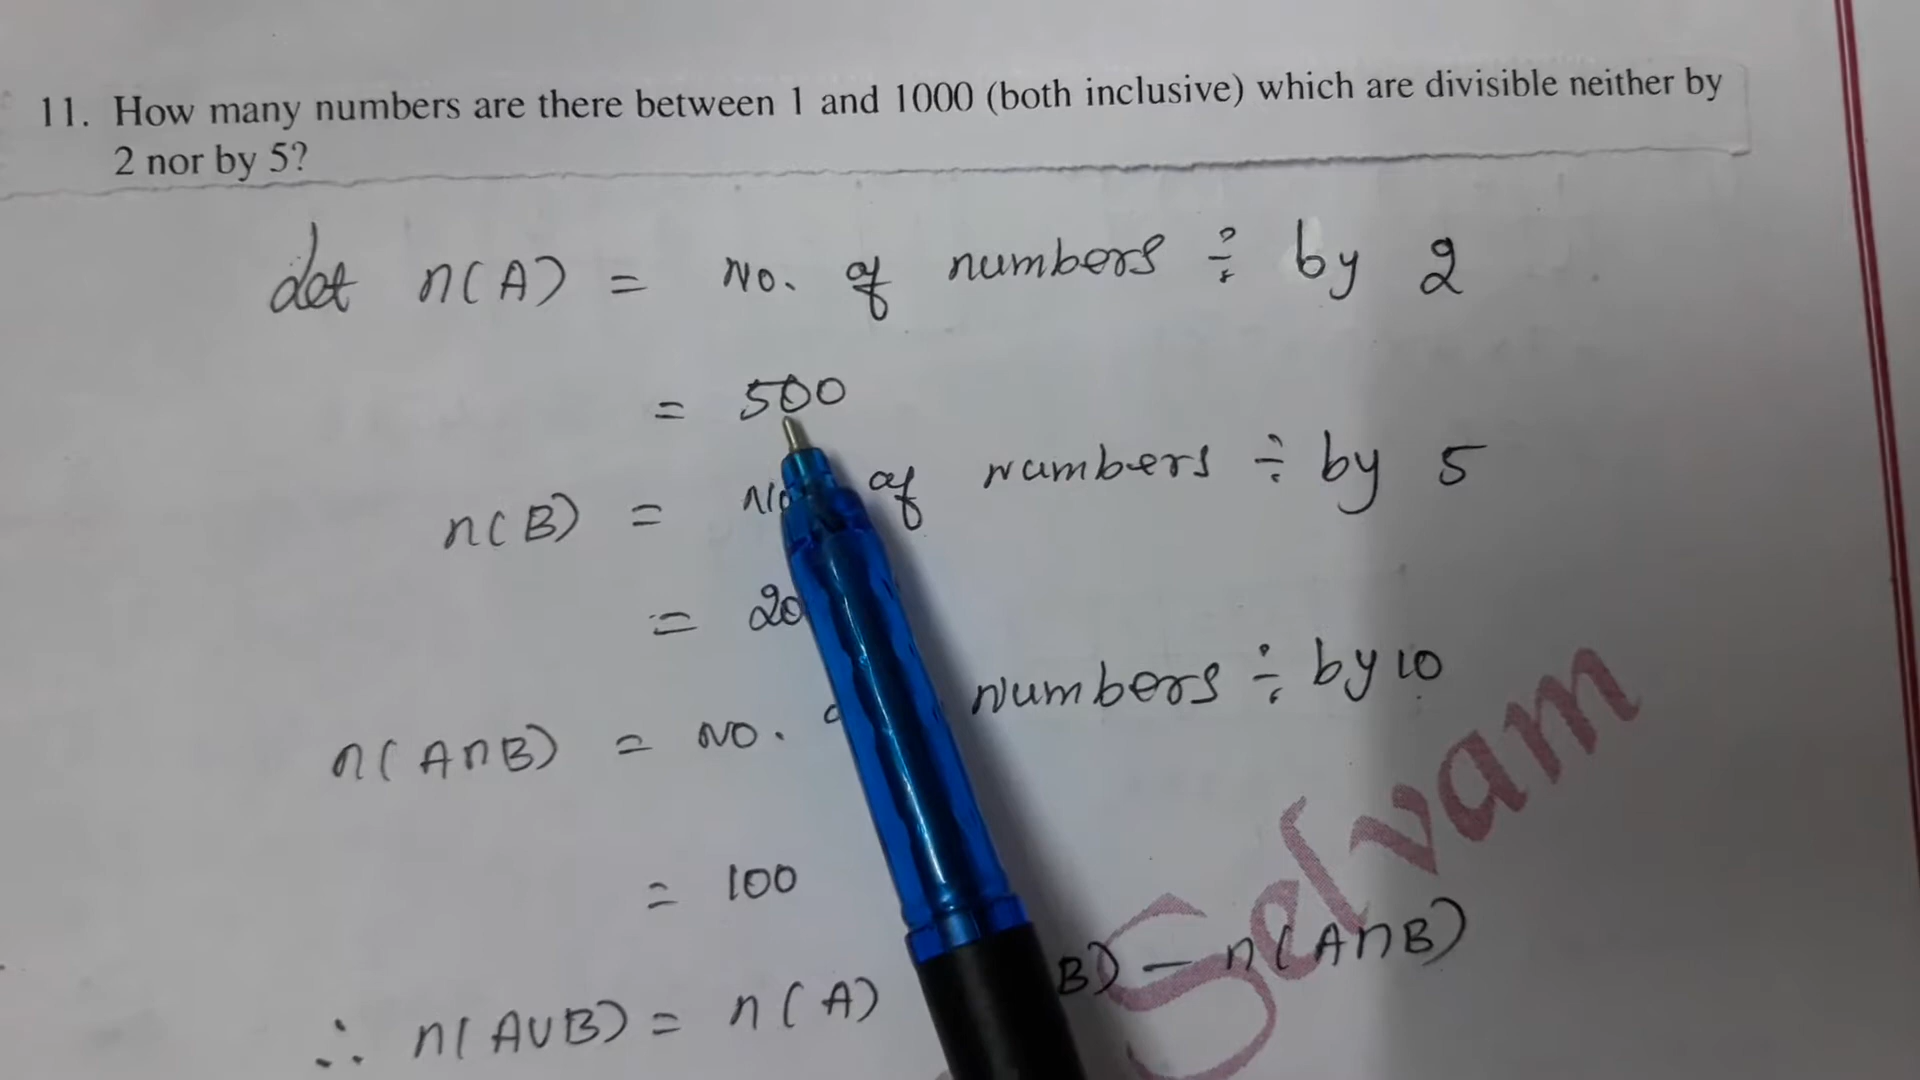 11. How many numbers are there between 1 and 1000 (both inclusive) which are divisible neither by
2 nor by 5?
Let n(A) = No. of numbers ÷ by 2
= 500
n(B) = of numbers ÷ by 5
= 20
n(A∩B) = No. numbers ÷ by 10
= 100
∴ n(A∪B) = n(A) B) - n(A∩B)
Selvam